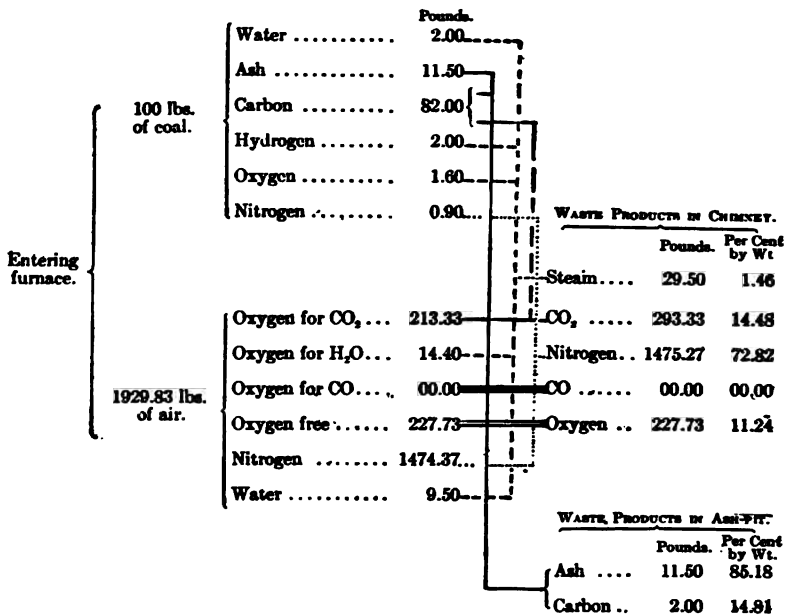 Pounds.
Water ........... 2.00
Ash ............. 11.50
100 lbs.
of coal.
Carbon .......... 82.00
Hydrogen ....... 2.00
Oxygen .......... 1.60
Nitrogen ........ 0.90
Entering
furnace.
Oxygen for CO₂... 213.33
Oxygen for H₂O... 14.40
1929.83 lbs.
of air.
Oxygen for CO.... 00.00
Oxygen free ...... 227.73
Nitrogen ........ 1474.37
Water ........... 9.50
WASTE PRODUCTS IN CHIMNEY.
Pounds. Per Cent
by Wt
Steam.... 29.50 1.46
CO₂ ...... 293.33 14.48
Nitrogen.. 1475.27 72.82
CO ...... 00.00 00.00
Oxygen .. 227.73 11.24
WASTE PRODUCTS IN ASH-PIT.
Pounds. Per Cent
by Wt.
Ash .... 11.50 85.18
Carbon .. 2.00 14.81